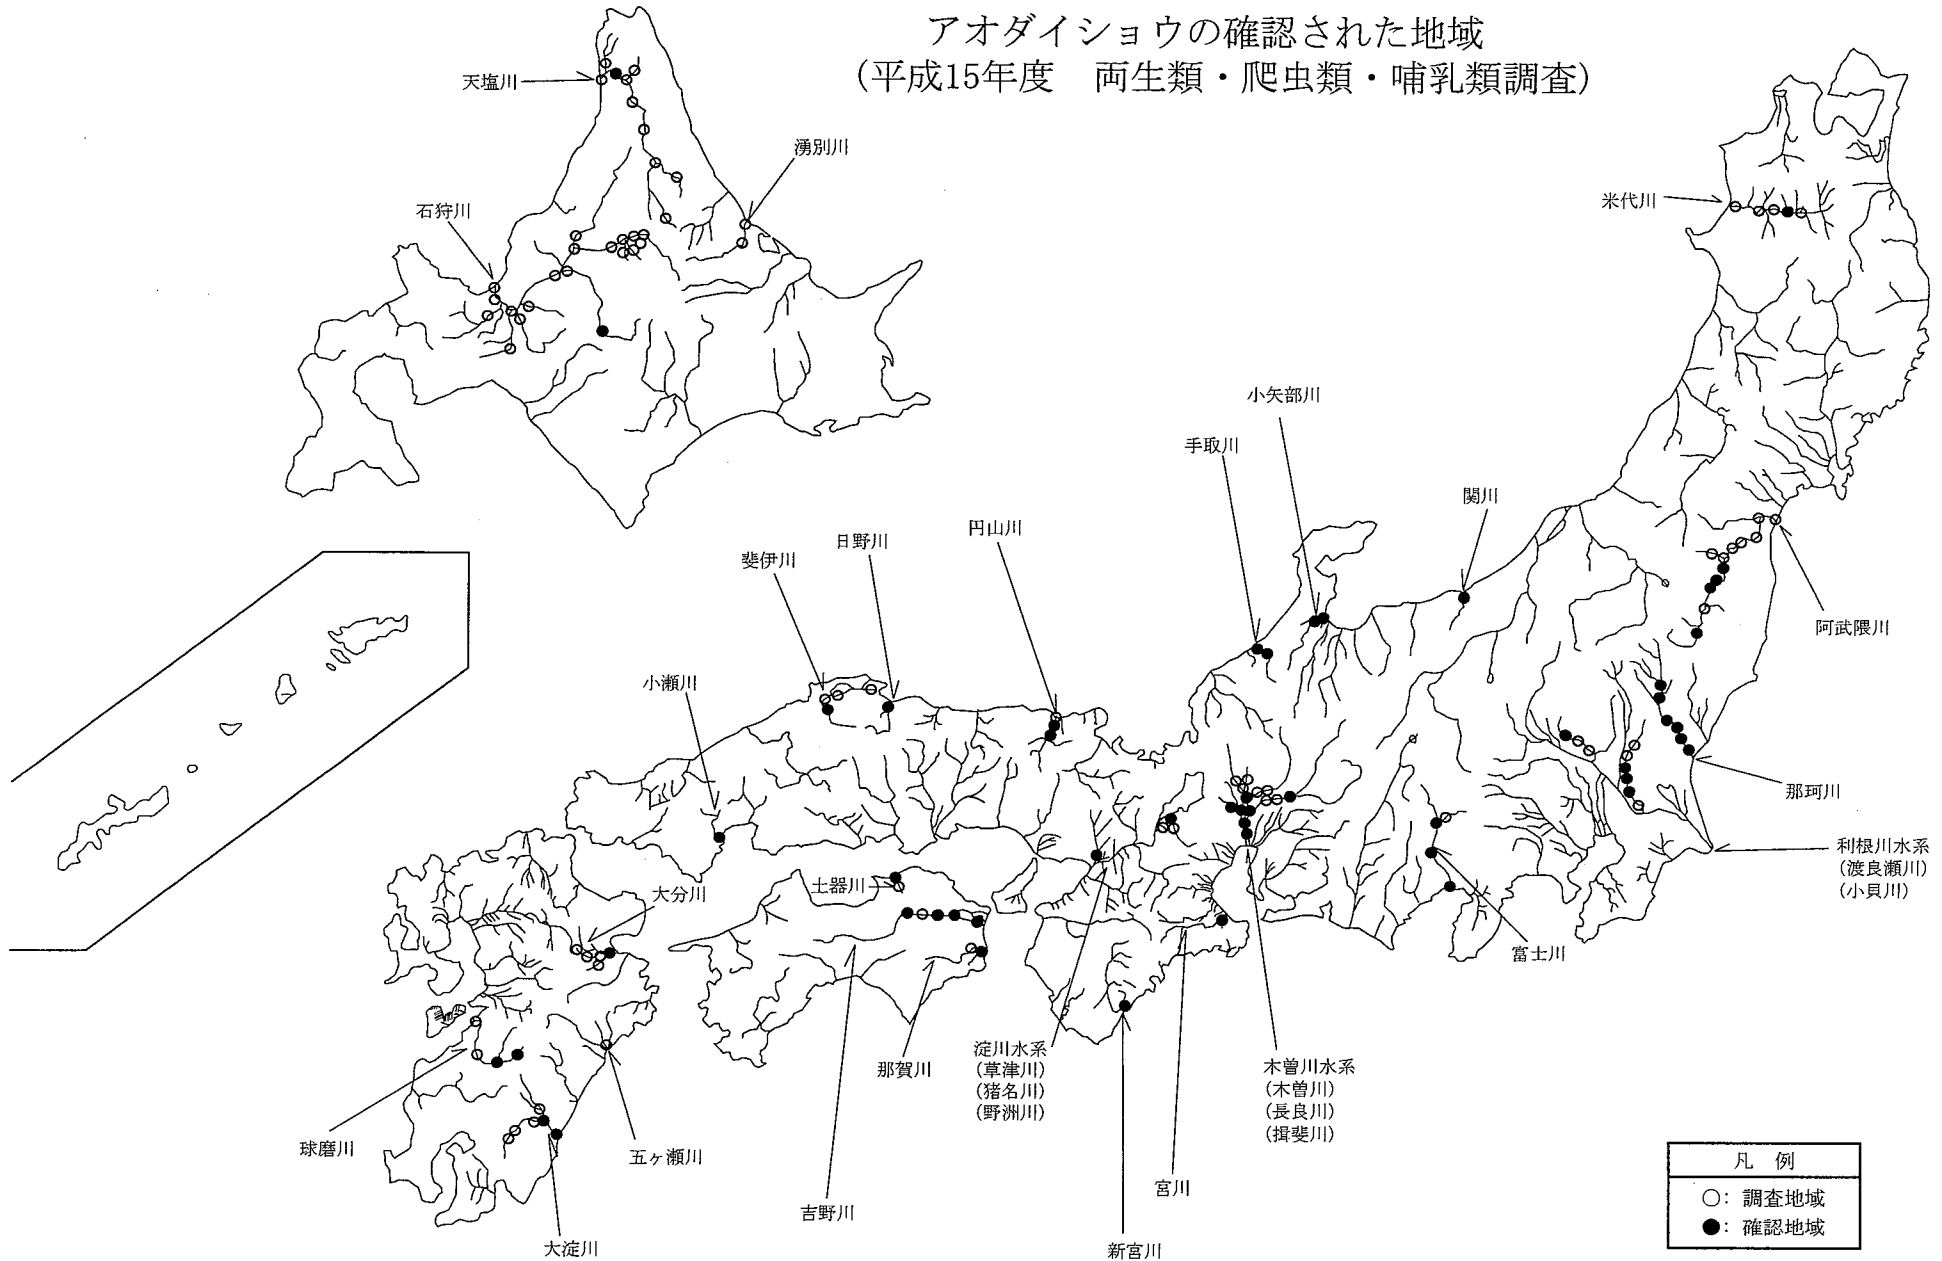 アオダイショウの確認された地域
(平成15年度　両生類・爬虫類・哺乳類調査)
天塩川
湧別川
石狩川
米代川
小矢部川
手取川
関川
円山川
日野川
斐伊川
阿武隈川
小瀬川
那珂川
利根川水系
(渡良瀬川)
(小貝川)
土器川
大分川
富士川
那賀川
淀川水系
(草津川)
(猪名川)
(野洲川)
木曽川水系
(木曽川)
(長良川)
(揖斐川)
球磨川
五ヶ瀬川
宮川
吉野川
大淀川
新宮川
凡　例
○：調査地域
●：確認地域